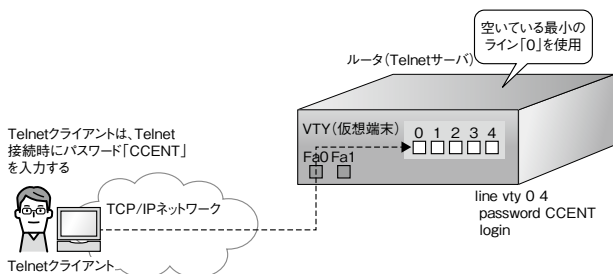 空いている最小の
ライン「0」を使用
ルータ(Telnetサーバ)
VTY(仮想端末) 0 1 2 3 4
Fa0 Fa1
Telnetクライアントは、Telnet
接続時にパスワード「CCENT」
を入力する
TCP/IPネットワーク
Telnetクライアント
line vty 0 4
password CCENT
login